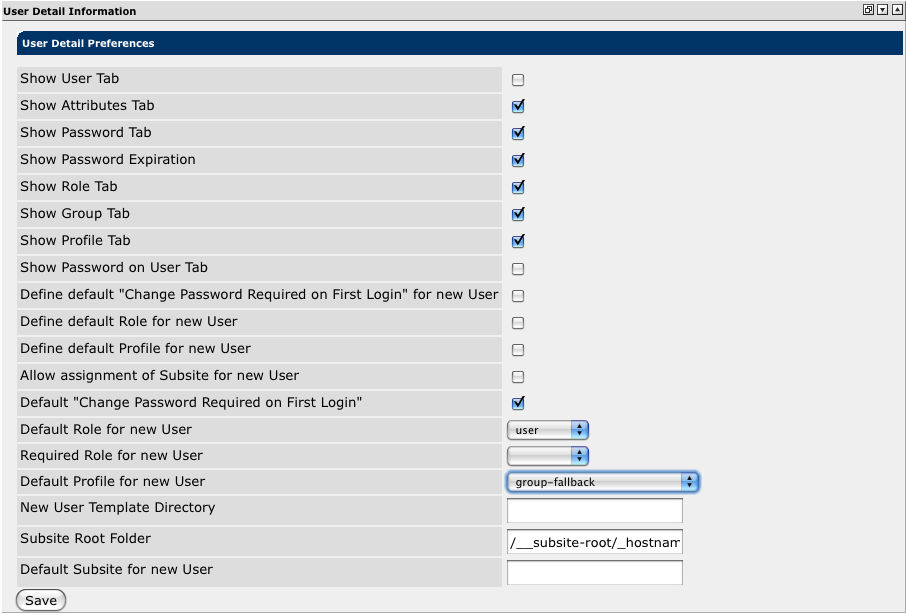 User Detail Information
User Detail Preferences
Show User Tab
Show Attributes Tab
Show Password Tab
Show Password Expiration
Show Role Tab
Show Group Tab
Show Profile Tab
Show Password on User Tab
Define default "Change Password Required on First Login" for new User
Define default Role for new User
Define default Profile for new User
Allow assignment of Subsite for new User
Default "Change Password Required on First Login"
Default Role for new User user
Required Role for new User
Default Profile for new User group-fallback
New User Template Directory
Subsite Root Folder /__subsite-root/_hostnam
Default Subsite for new User
Save